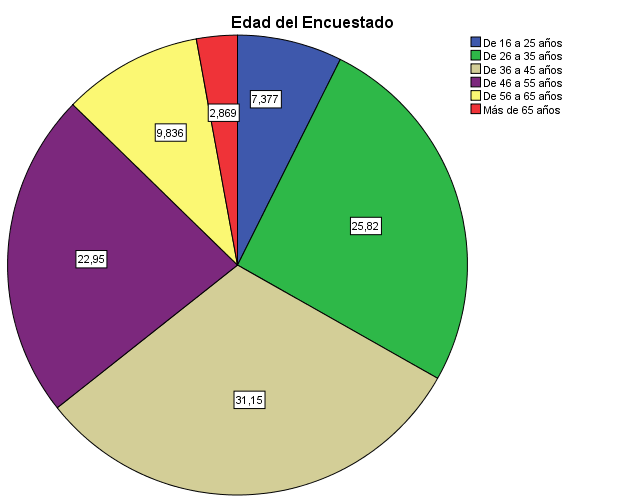 Edad del Encuestado
De 16 a 25 años
De 26 a 35 años
De 36 a 45 años
De 46 a 55 años
De 56 a 65 años
Más de 65 años
7,377
2,869
9,836
25,82
22,95
31,15